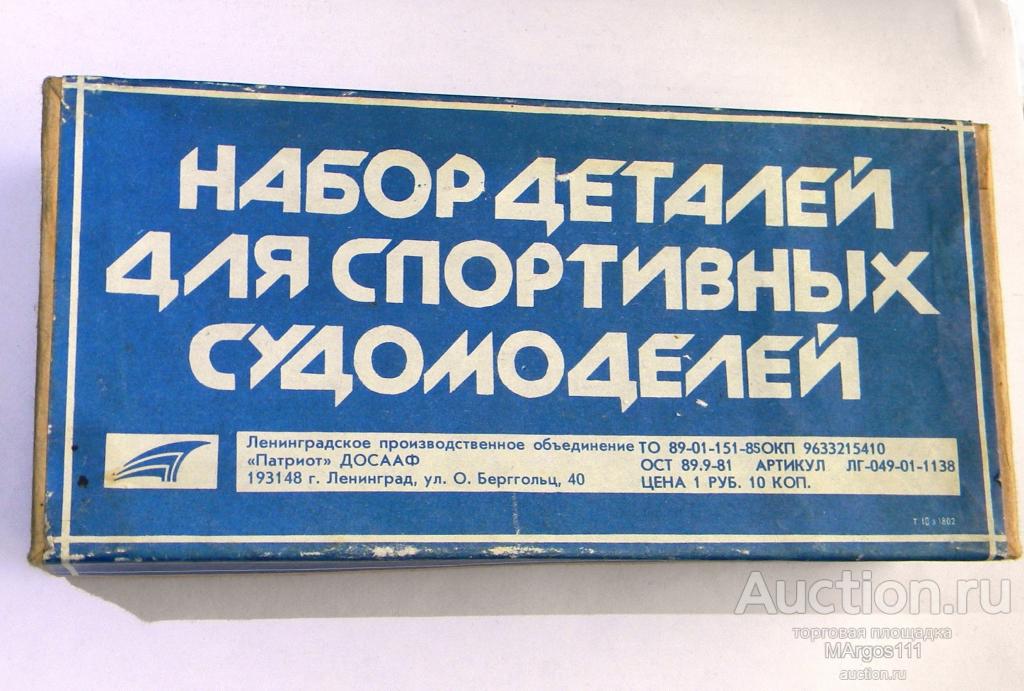 НАБОР ДЕТАЛЕЙ
ДЛЯ СПОРТИВНЫХ
СУДОМОДЕЛЕЙ
Ленинградское производственное объединение
«Патриот» ДОСААФ
193148 г. Ленинград, ул. О. Берггольц, 40
ТО 89-01-151-85 ОКП 9633215410
ОСТ 89.9-81 АРТИКУЛ ЛГ-049-01-1138
ЦЕНА 1 РУБ. 10 КОП.
Auction.ru
торговая площадка
MArgos111
auction.ru